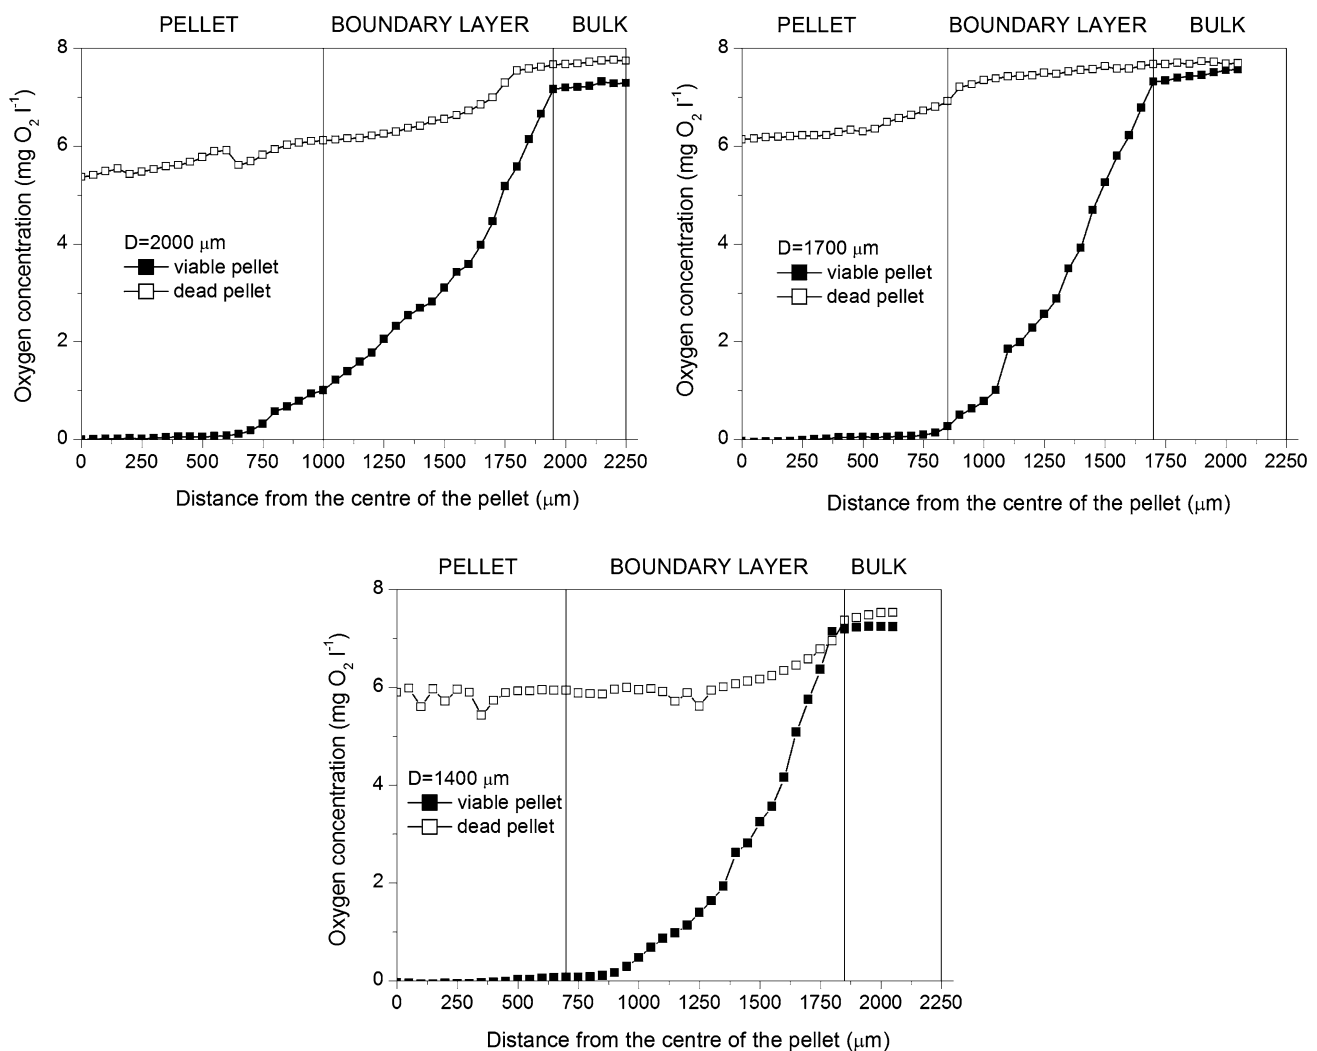 PELLET BOUNDARY LAYER BULK
8
6
4
2
0
Oxygen concentration (mg O2 l-1)
D=2000 μm
viable pellet
dead pellet
0 250 500 750 1000 1250 1500 1750 2000 2250
Distance from the centre of the pellet (μm)
PELLET BOUNDARY LAYER BULK
8
6
4
2
0
Oxygen concentration (mg O2 l-1)
D=1700 μm
viable pellet
dead pellet
0 250 500 750 1000 1250 1500 1750 2000 2250
Distance from the centre of the pellet (μm)
PELLET BOUNDARY LAYER BULK
8
6
4
2
0
Oxygen concentration (mg O2 l-1)
D=1400 μm
viable pellet
dead pellet
0 250 500 750 1000 1250 1500 1750 2000 2250
Distance from the centre of the pellet (μm)